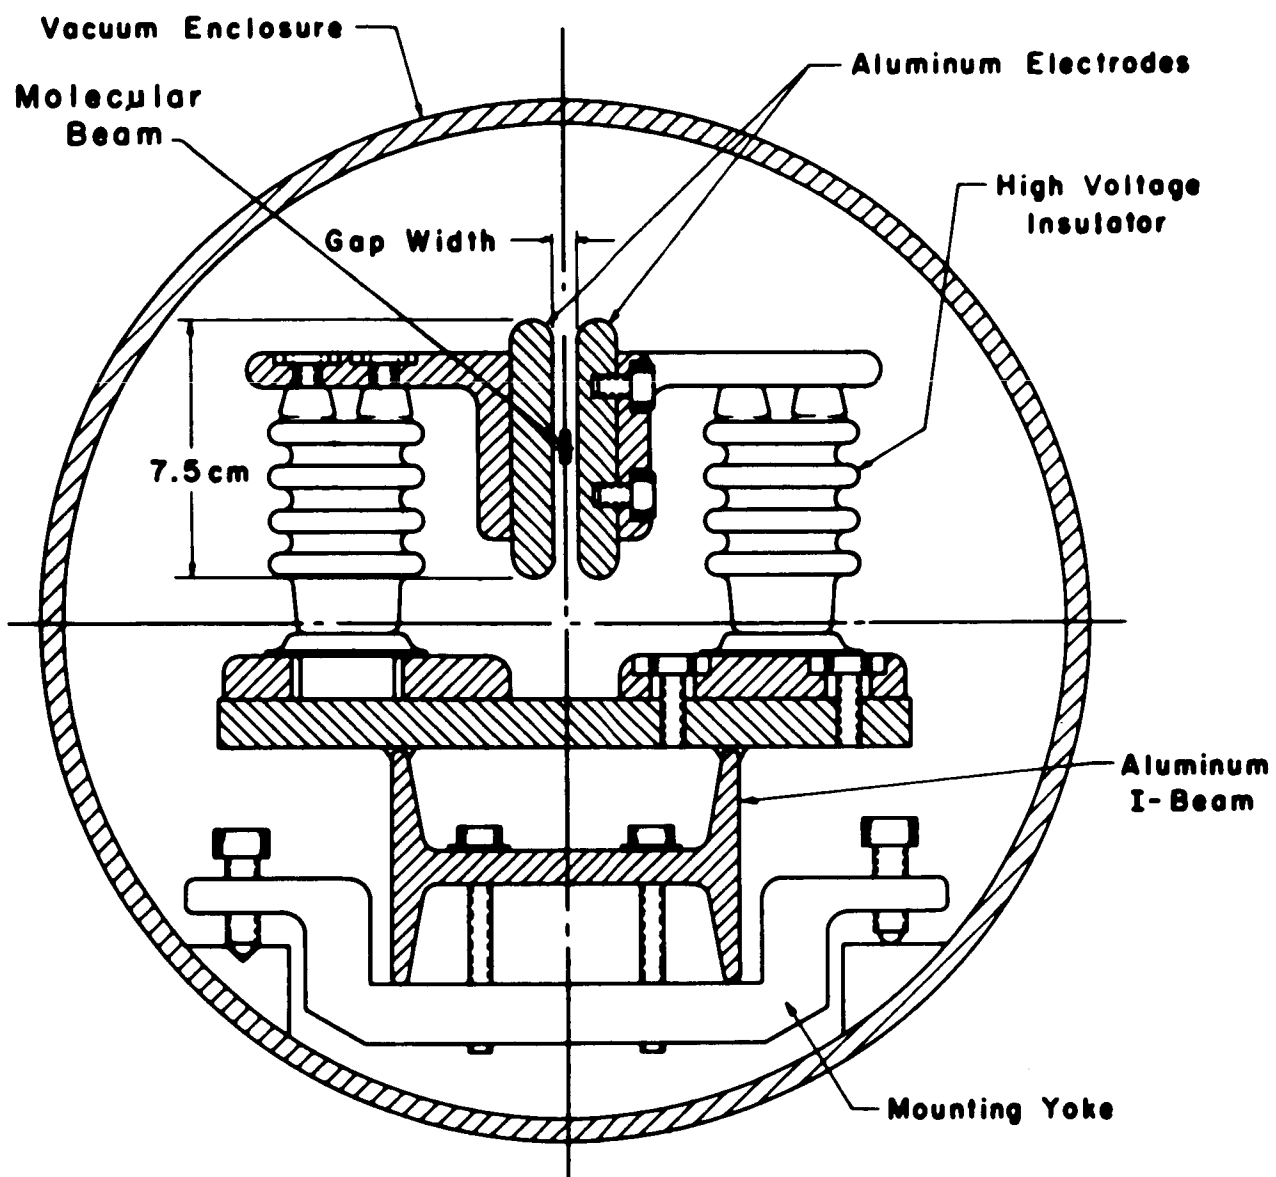 Vacuum Enclosure
Aluminum Electrodes
Molecular
Beam
High Voltage
Insulator
Gap Width
7.5cm
Aluminum
I-Beam
Mounting Yoke